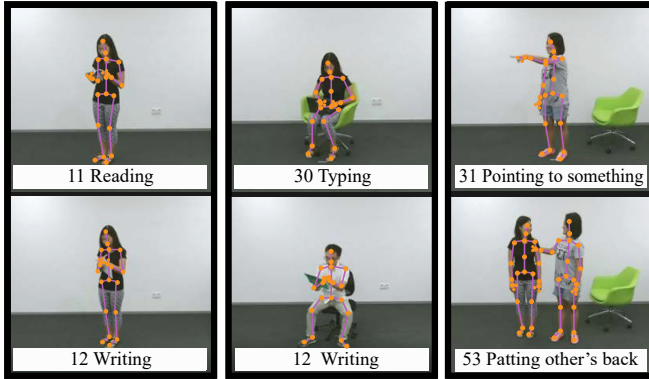 11 Reading
30 Typing
31 Pointing to something
12 Writing
12 Writing
53 Patting other's back